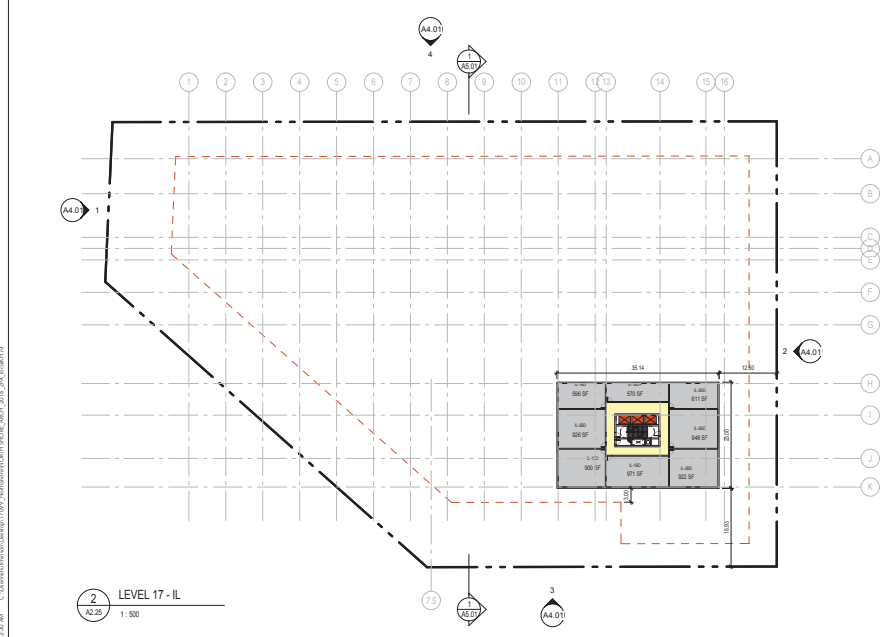 A4.01
4
1
A5.01
1 2 3 4 5 6 7 8 9 10 11 12 13 14 15 16
A
B
A4.01 1
C
D
E
F
G
2 A4.01
35.14 12.50
H
596 SF 570 SF 611 SF
I
926 SF 948 SF
23.00
J
900 SF 971 SF 922 SF
K
3.00
16.93
2
A2.25
LEVEL 17 - IL
1 : 500
7.5
1
A5.01
3
A4.01